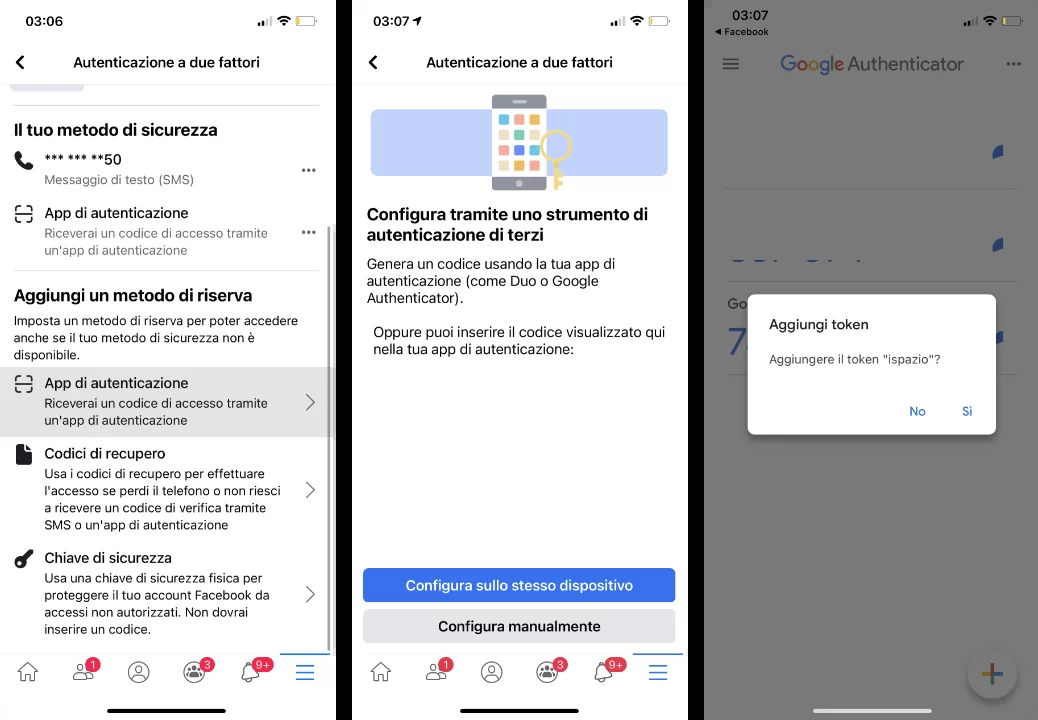 03:06
Autenticazione a due fattori
Il tuo metodo di sicurezza
*** *** **50
Messaggio di testo (SMS)
App di autenticazione
Riceverai un codice di accesso tramite
un'app di autenticazione
Aggiungi un metodo di riserva
Imposta un metodo di riserva per poter accedere
anche se il tuo metodo di sicurezza non è
disponibile.
App di autenticazione
Riceverai un codice di accesso tramite
un'app di autenticazione
Codici di recupero
Usa i codici di recupero per effettuare
l'accesso se perdi il telefono o non riesci
a ricevere un codice di verifica tramite
SMS o un'app di autenticazione
Chiave di sicurezza
Usa una chiave di sicurezza fisica per
proteggere il tuo account Facebook da
accessi non autorizzati. Non dovrai
inserire un codice.
1
3
9+
03:07
Autenticazione a due fattori
Configura tramite uno strumento di
autenticazione di terzi
Genera un codice usando la tua app di
autenticazione (come Duo o Google
Authenticator).
Oppure puoi inserire il codice visualizzato qui
nella tua app di autenticazione:
Configura sullo stesso dispositivo
Configura manualmente
1
3
9+
03:07
Facebook
Google Authenticator
Go
7
Aggiungi token
Aggiungere il token "ispazio"?
No
Sì